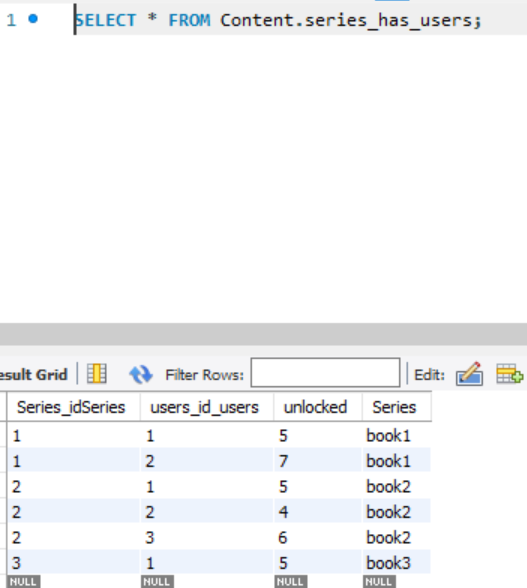 1 SELECT * FROM Content.series_has_users;
esult Grid Filter Rows: Edit:
Series_idSeries users_id_users unlocked Series
1 1 5 book1
1 2 7 book1
2 1 5 book2
2 2 4 book2
2 3 6 book2
3 1 5 book3
NULL NULL NULL NULL